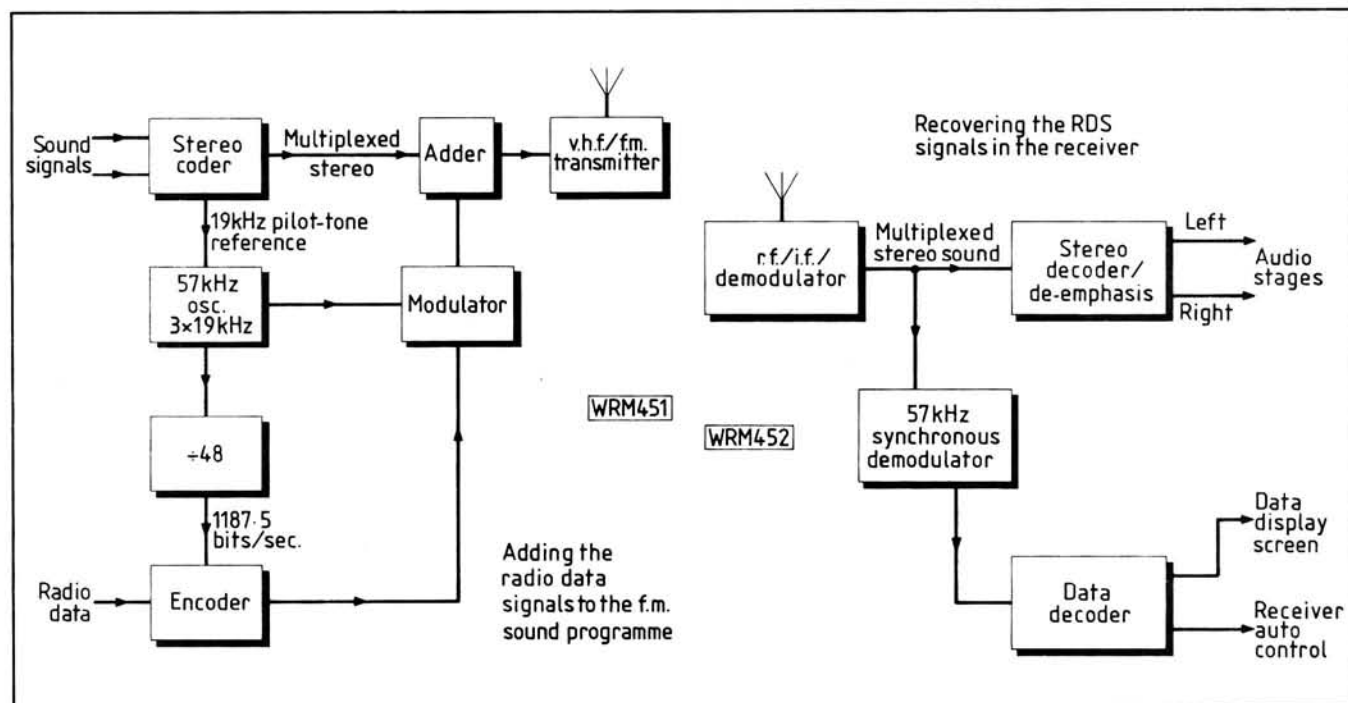 Sound
signals
Stereo
coder
Multiplexed
stereo
Adder
v.h.f./f.m.
transmitter
19kHz pilot-tone
reference
57kHz
osc.
3×19kHz
Modulator
÷48
1187·5
bits/sec.
Radio
data
Encoder
Adding the
radio data
signals to the f.m.
sound programme
WRM451
WRM452
Recovering the RDS
signals in the receiver
r.f./i.f./
demodulator
Multiplexed
stereo sound
Stereo
decoder/
de-emphasis
Left
Right
Audio
stages
57kHz
synchronous
demodulator
Data
decoder
Data
display
screen
Receiver
auto
control